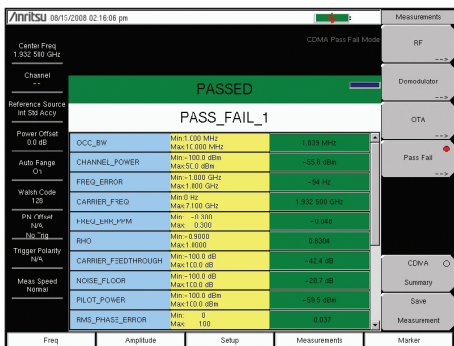 Anritsu 08/15/2008 02:16:06 pm
Measurements
CDMA Pass Fail Mode
Center Freq
1.932 500 GHz
Channel
--
Reference Source
Int Std Accy
Power Offset
0.0 dB
Auto Range
On
Walsh Code
128
PN Offset
N/A
No Trig
Trigger Polarity
N/A
Meas Speed
Normal
PASSED
PASS_FAIL_1
OCC_BW Min:1.000 MHz Max:10.000 MHz 1.839 MHz
CHANNEL_POWER Min:-100.0 dBm Max:50.0 dBm -55.6 dBm
FREQ_ERROR Min:-1.000 GHz Max:1.000 GHz -94 Hz
CARRIER_FREQ Min:0 Hz Max:7.100 GHz 1.932 500 GHz
FREQ_ERR_PPM Min: -0.300 Max: 0.300 -0.048
RHO Min:-0.9000 Max:1.0000 0.8304
CARRIER_FEEDTHROUGH Min:-100.0 dB Max:100.0 dB -42.4 dB
NOISE_FLOOR Min:-100.0 dB Max:100.0 dB -28.7 dB
PILOT_POWER Min:-100.0 dBm Max:100.0 dBm -59.5 dBm
RMS_PHASE_ERROR Min: 0 Max: 100 0.037
RF
-->
Demodulator
-->
OTA
-->
Pass Fail
-->
CDMA
Summary
Save
Measurement
Freq
Amplitude
Setup
Measurements
Marker